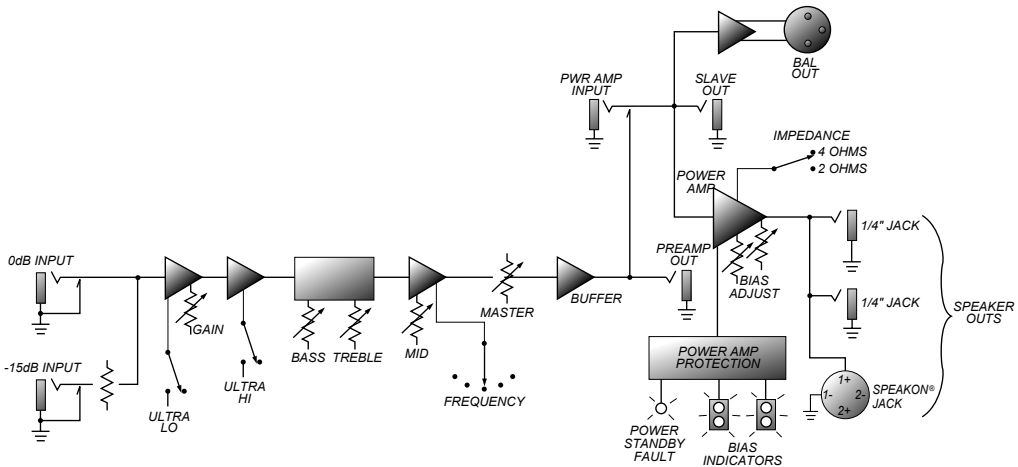 BAL
OUT
PWR AMP
INPUT
SLAVE
OUT
IMPEDANCE
4 OHMS
2 OHMS
POWER
AMP
1/4" JACK
0dB INPUT
PREAMP
OUT
BIAS
ADJUST
BUFFER
MASTER
GAIN
1/4" JACK
SPEAKER
OUTS
BASS TREBLE
MID
POWER AMP
PROTECTION
-15dB INPUT
ULTRA
HI
FREQUENCY
1+
1-
2-
2+
SPEAKON®
JACK
ULTRA
LO
POWER
STANDBY
FAULT
BIAS
INDICATORS